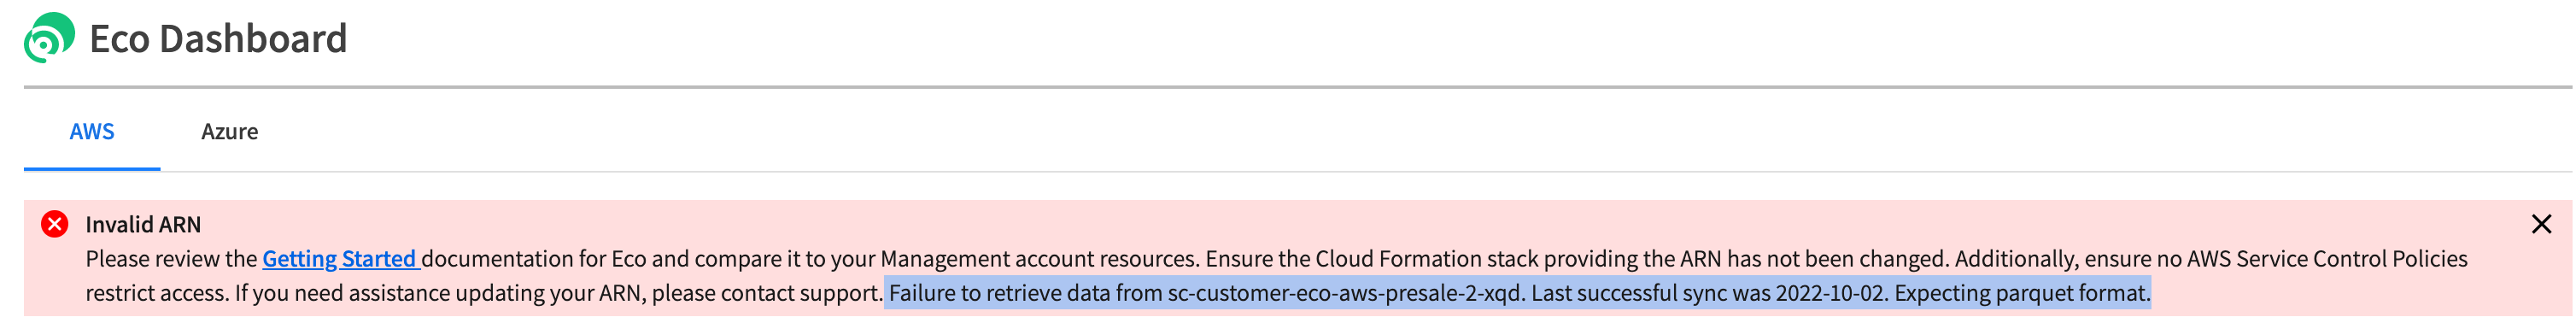 Eco Dashboard
AWS Azure
Invalid ARN
Please review the Getting Started documentation for Eco and compare it to your Management account resources. Ensure the Cloud Formation stack providing the ARN has not been changed. Additionally, ensure no AWS Service Control Policies
restrict access. If you need assistance updating your ARN, please contact support. Failure to retrieve data from sc-customer-eco-aws-presale-2-xqd. Last successful sync was 2022-10-02. Expecting parquet format.